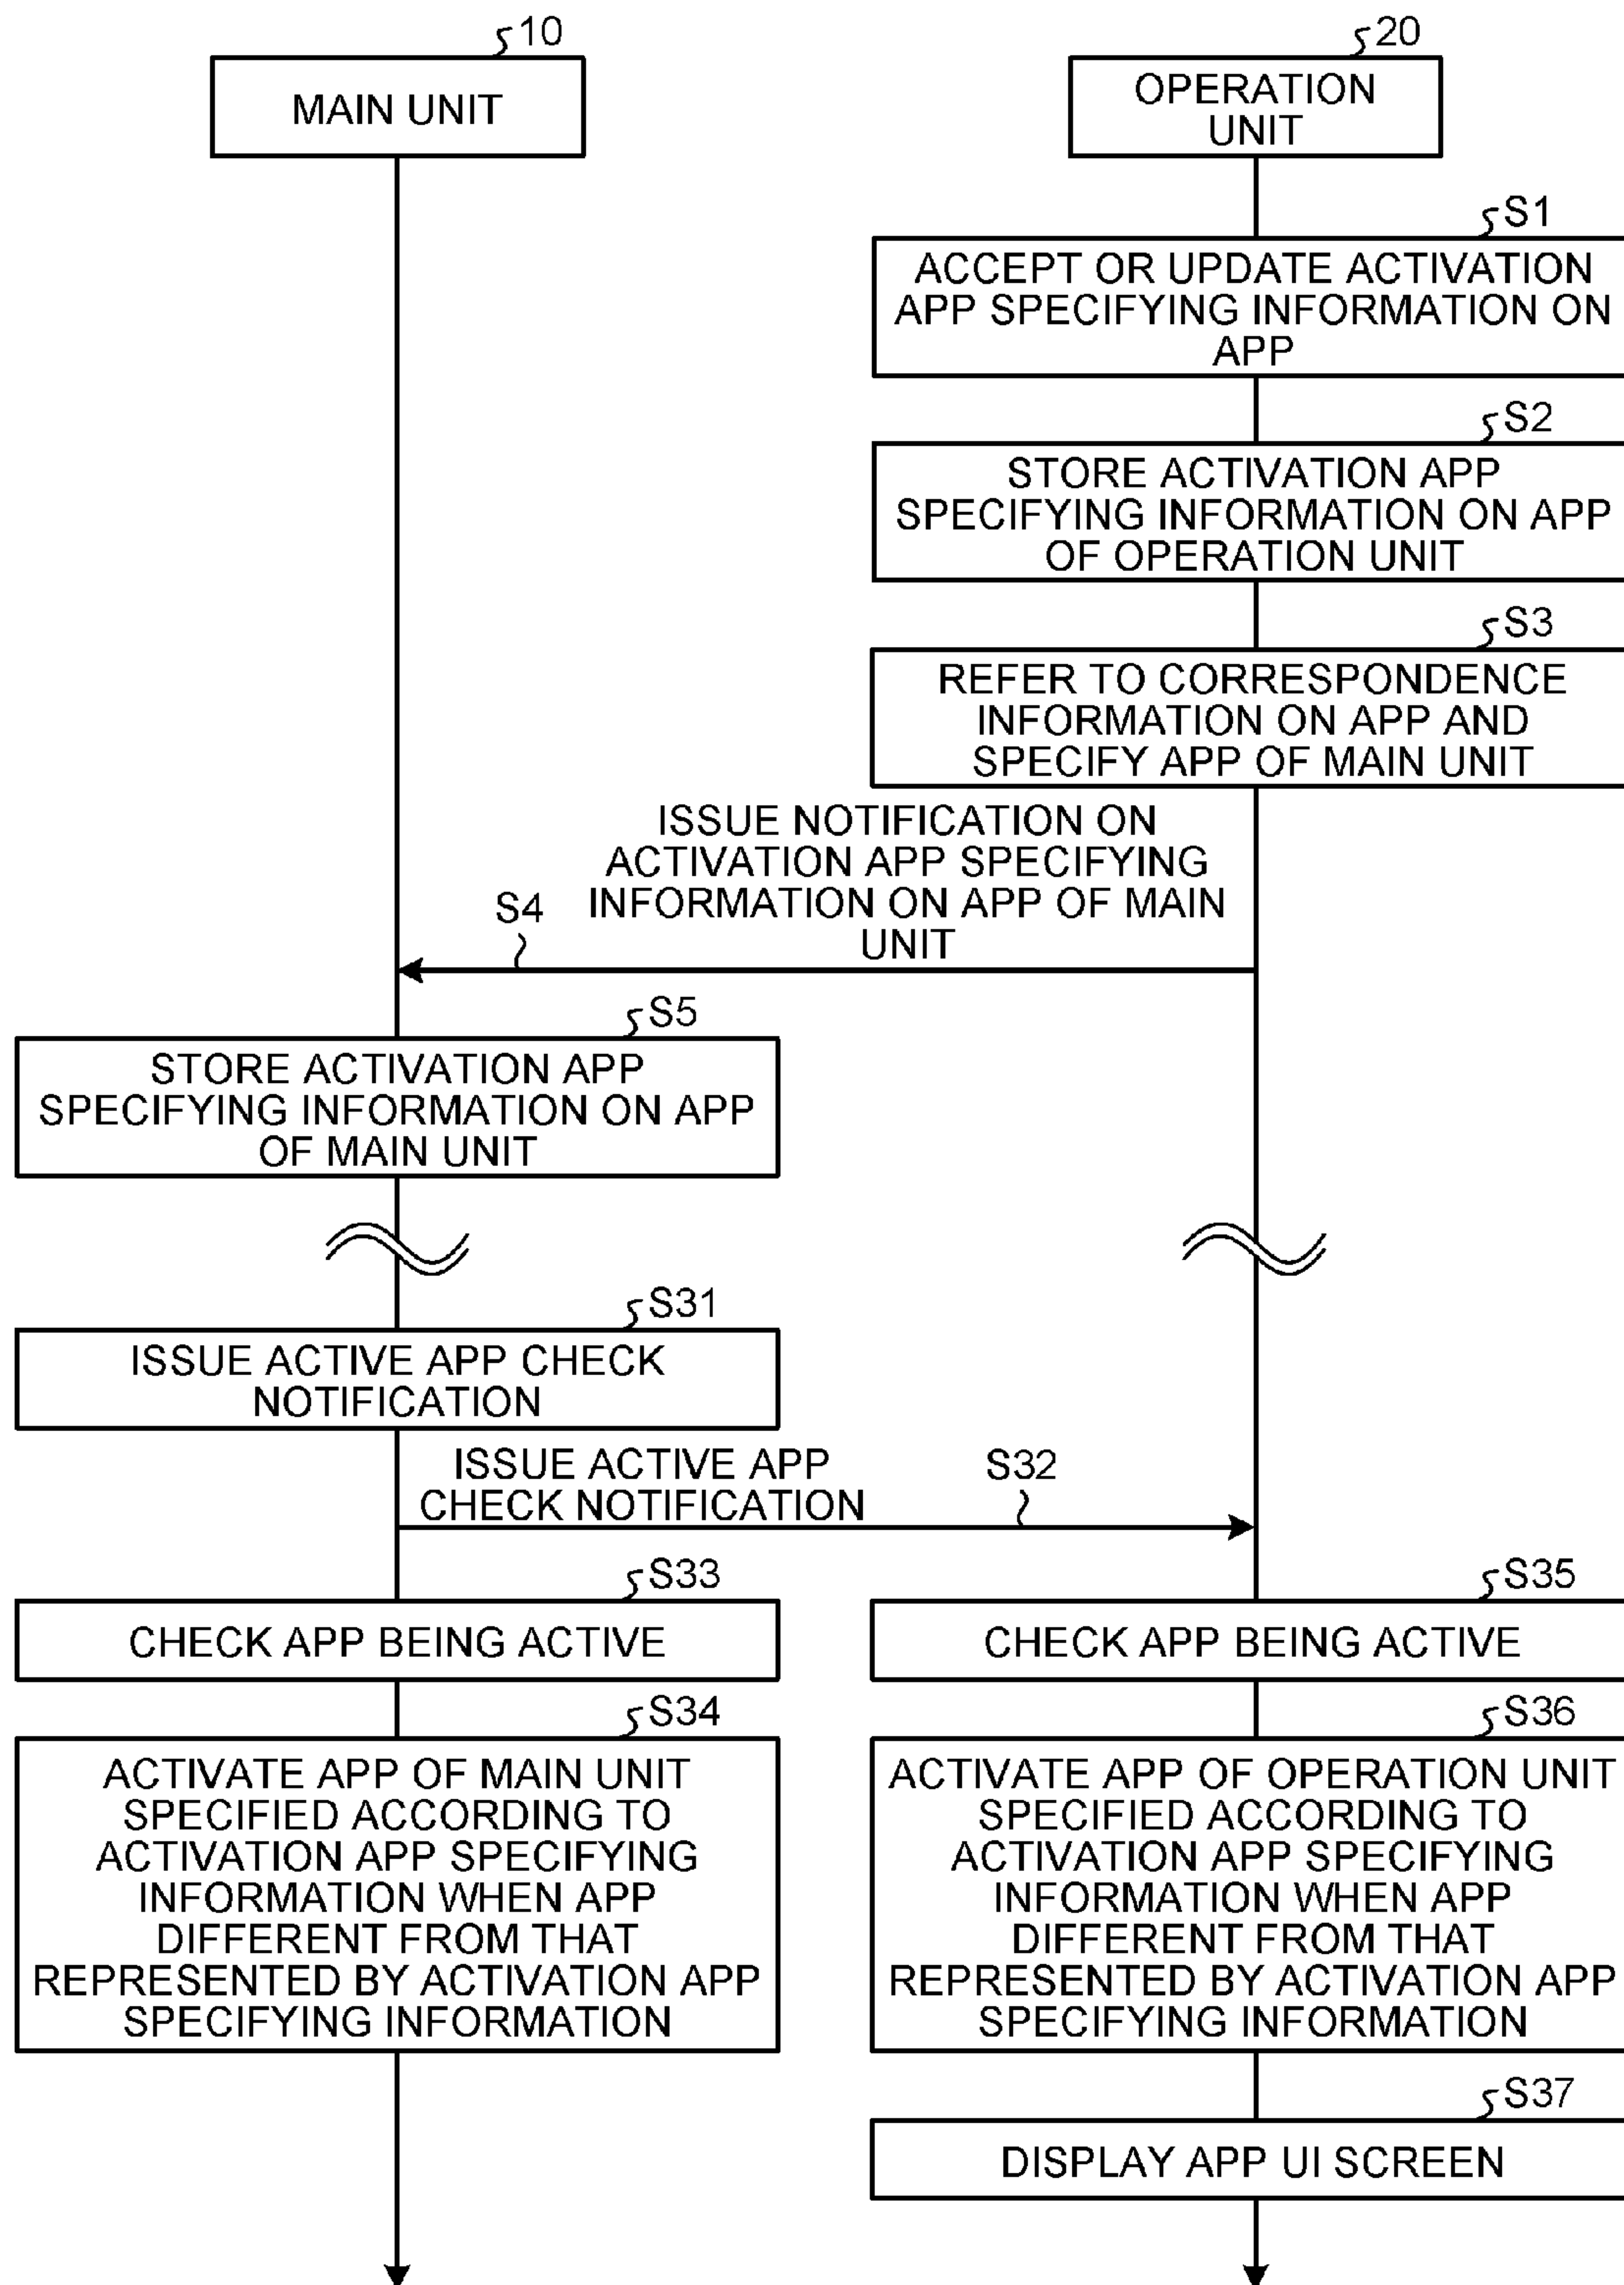 10
MAIN UNIT
20
OPERATION
UNIT
S1
ACCEPT OR UPDATE ACTIVATION
APP SPECIFYING INFORMATION ON
APP
S2
STORE ACTIVATION APP
SPECIFYING INFORMATION ON APP
OF OPERATION UNIT
S3
REFER TO CORRESPONDENCE
INFORMATION ON APP AND
SPECIFY APP OF MAIN UNIT
ISSUE NOTIFICATION ON
ACTIVATION APP SPECIFYING
INFORMATION ON APP OF MAIN
UNIT
S4
S5
STORE ACTIVATION APP
SPECIFYING INFORMATION ON APP
OF MAIN UNIT
S31
ISSUE ACTIVE APP CHECK
NOTIFICATION
ISSUE ACTIVE APP
CHECK NOTIFICATION
S32
S33
CHECK APP BEING ACTIVE
S35
CHECK APP BEING ACTIVE
S34
ACTIVATE APP OF MAIN UNIT
SPECIFIED ACCORDING TO
ACTIVATION APP SPECIFYING
INFORMATION WHEN APP
DIFFERENT FROM THAT
REPRESENTED BY ACTIVATION APP
SPECIFYING INFORMATION
S36
ACTIVATE APP OF OPERATION UNIT
SPECIFIED ACCORDING TO
ACTIVATION APP SPECIFYING
INFORMATION WHEN APP
DIFFERENT FROM THAT
REPRESENTED BY ACTIVATION APP
SPECIFYING INFORMATION
S37
DISPLAY APP UI SCREEN